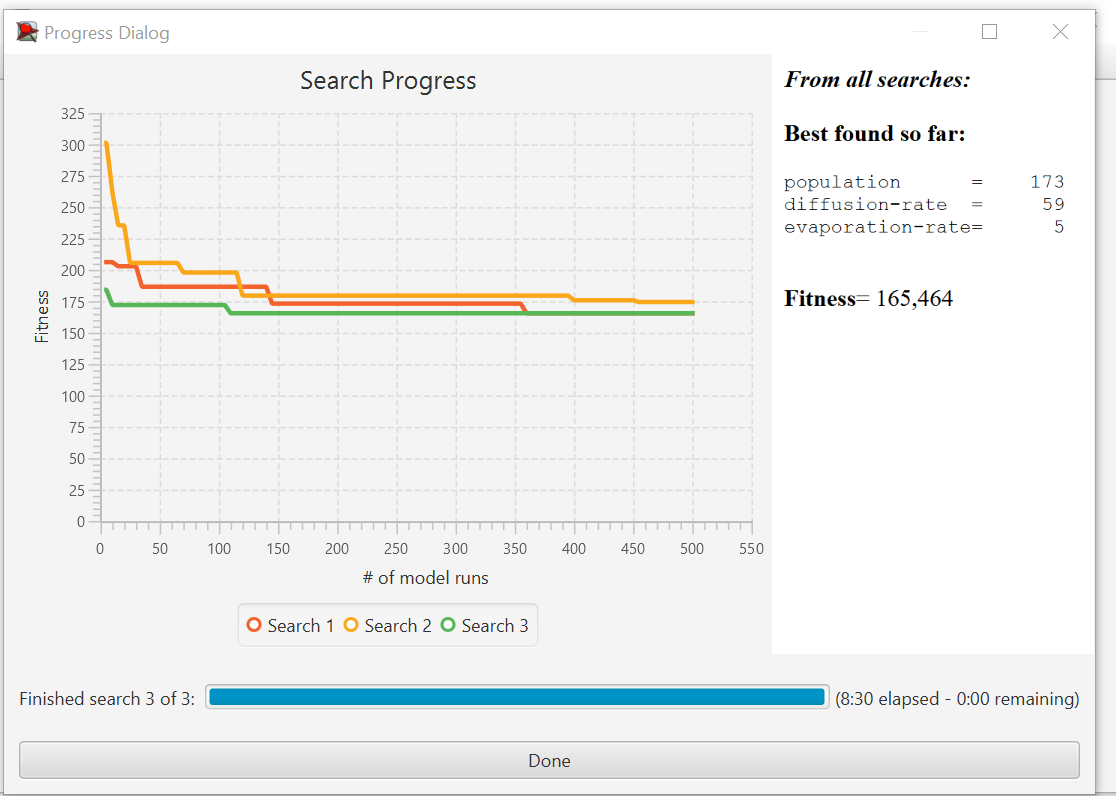 Progress Dialog
Search Progress
325
300
275
250
225
200
175
150
125
100
75
50
25
0
Fitness
0 50 100 150 200 250 300 350 400 450 500 550
# of model runs
Search 1 Search 2 Search 3
From all searches:
Best found so far:
population = 173
diffusion-rate = 59
evaporation-rate= 5
Fitness= 165,464
Finished search 3 of 3: (8:30 elapsed - 0:00 remaining)
Done